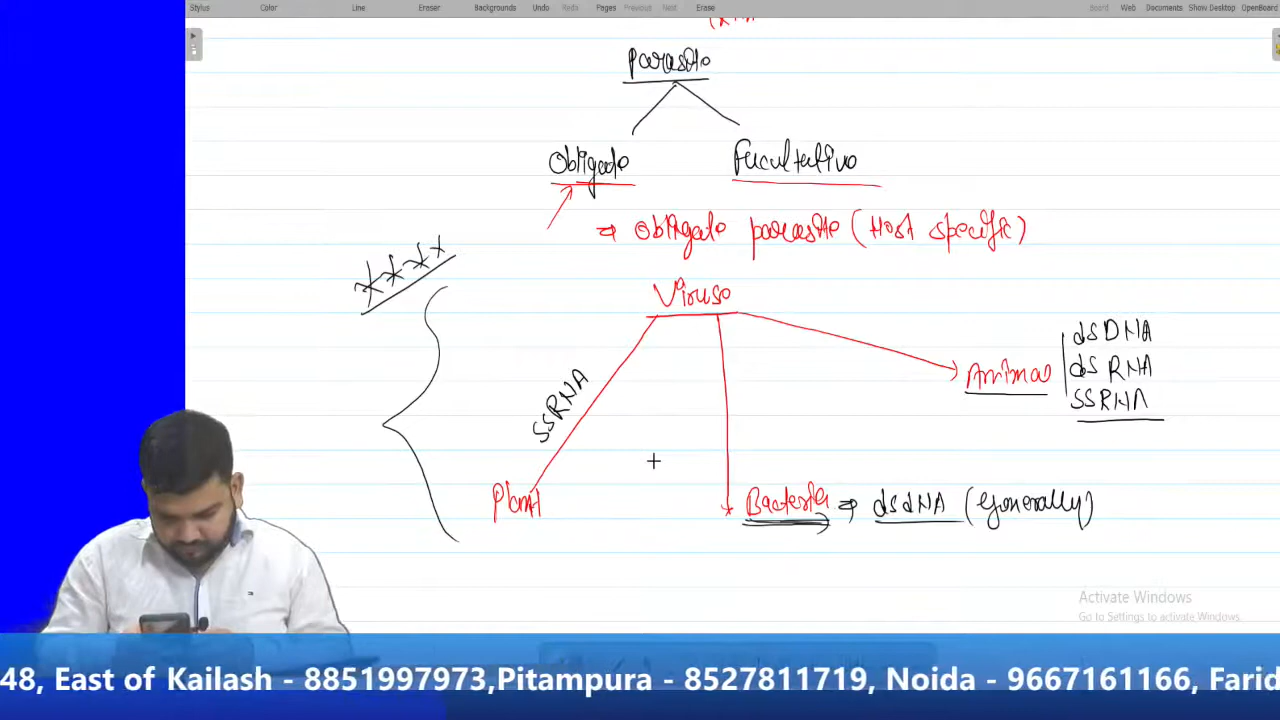 Stylus Color Line Eraser Backgrounds Undo Redo Pages Previous Next Erase Board Web Documents Show Desktop OpenBoard
parasite
Obligate Facultative
⇒ Obligate parasite (Host specific)
Viruse
SSRNA
Animal
dSDNA
dSRNA
SSRNA
Plant
Bacteria ⇒ dSdNA (Generally)
Activate Windows
Go to Settings to activate Windows.
48, East of Kailash - 8851997973,Pitampura - 8527811719, Noida - 9667161166, Farid